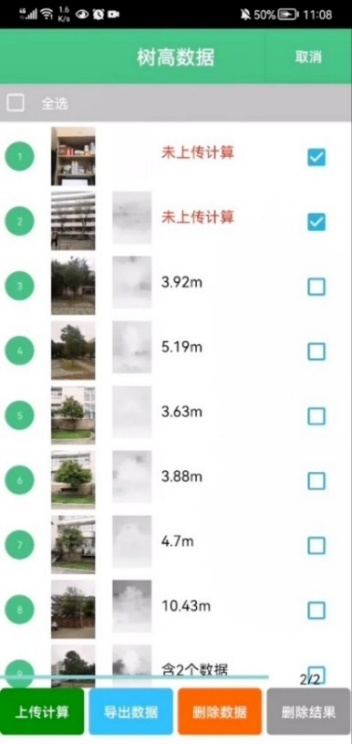 1.6
K/s
50%
11:08
树高数据
取消
全选
1
未上传计算
2
未上传计算
3
3.92m
4
5.19m
5
3.63m
6
3.88m
7
4.7m
8
10.43m
9
含2个数据
2/2
上传计算
导出数据
删除数据
删除结果